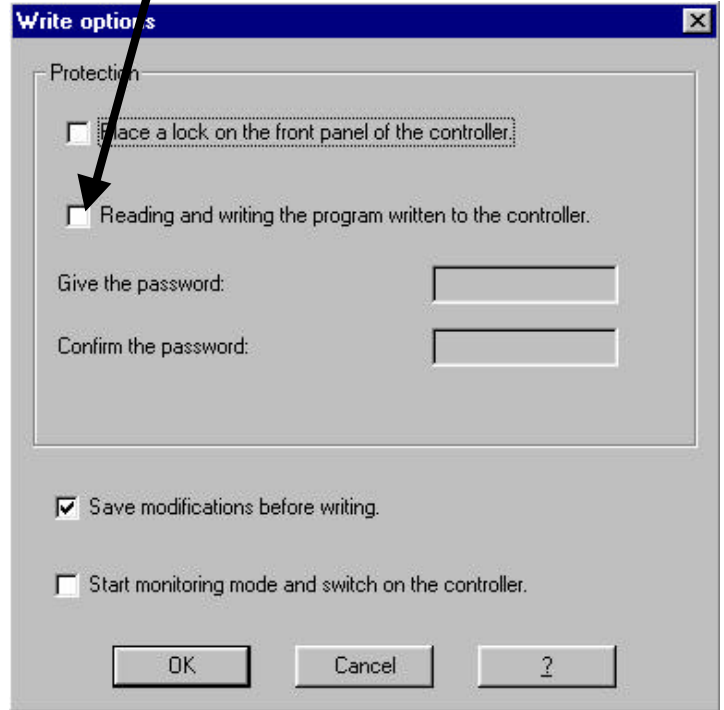 Write options
Protection
Place a lock on the front panel of the controller.
Reading and writing the program written to the controller.
Give the password:
Confirm the password:
Save modifications before writing.
Start monitoring mode and switch on the controller.
OK Cancel ?